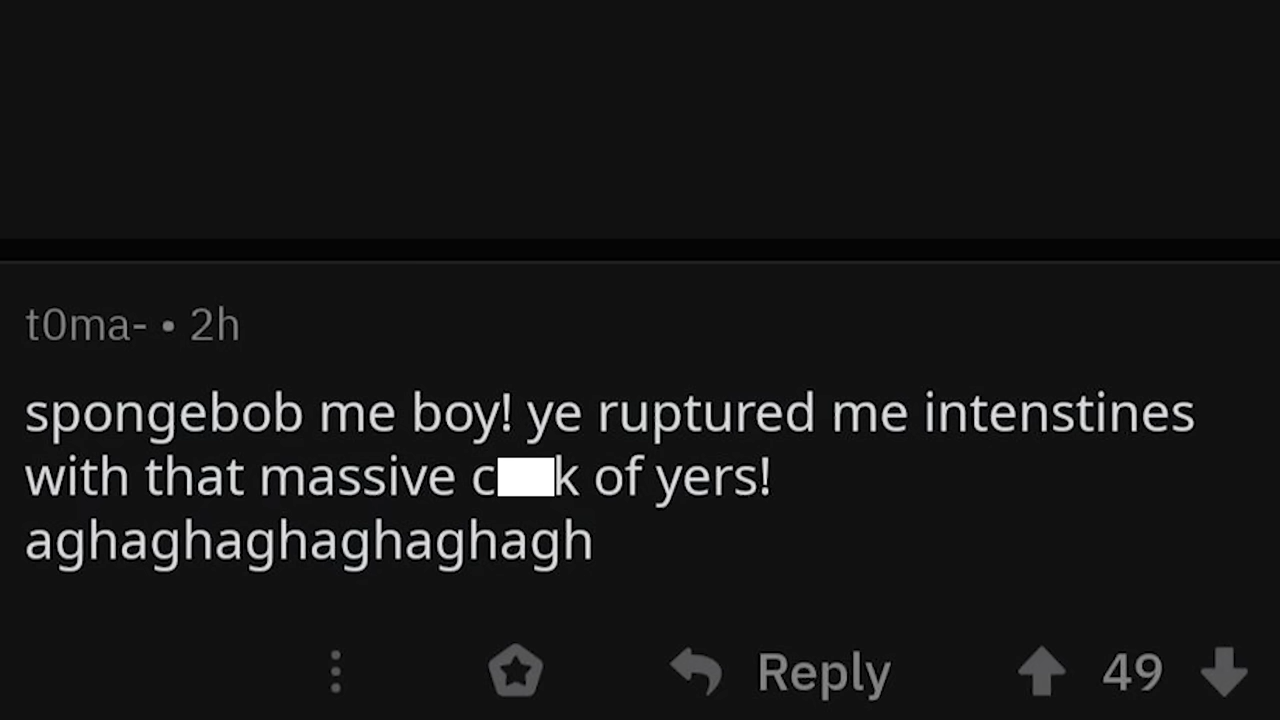 t0ma- • 2h
spongebob me boy! ye ruptured me intenstines
with that massive c k of yers!
aghaghaghaghaghagh
Reply 49